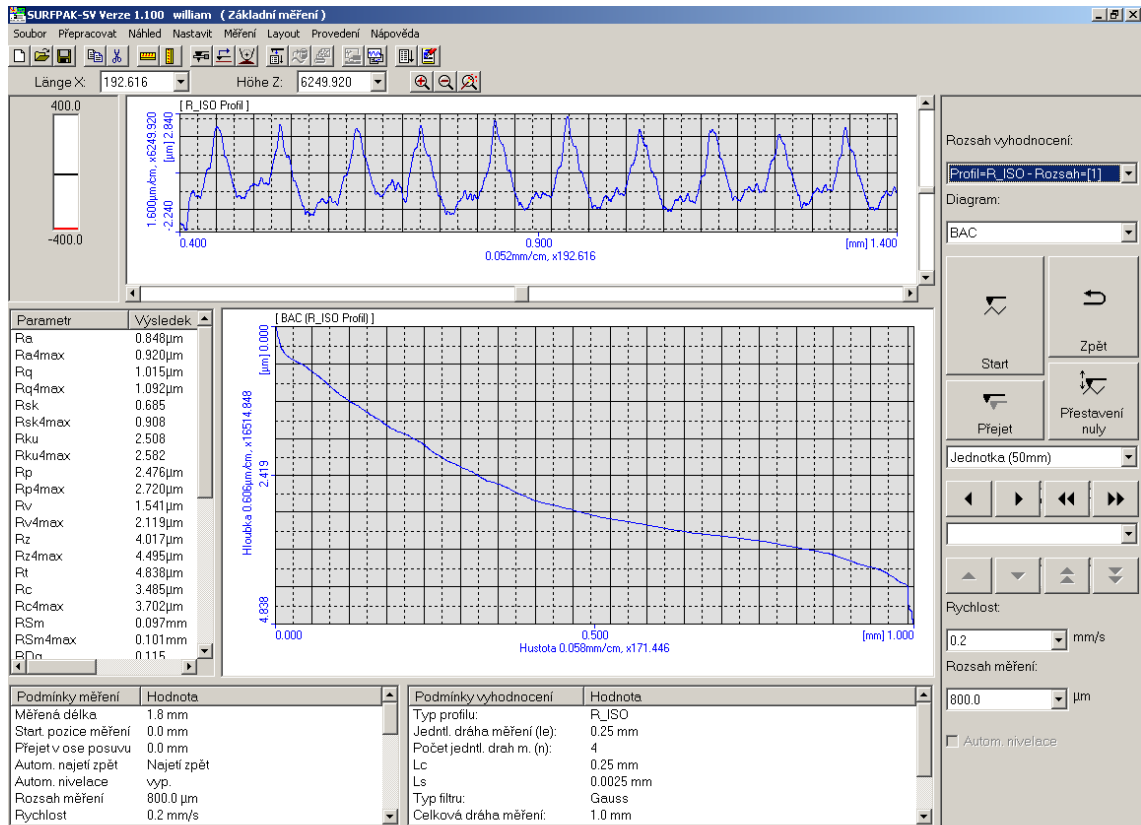 SURFPAK-SV Verze 1.100 william ( Základní měření )
Soubor Přepracovat Náhled Nastavit Měření Layout Provedení Nápověda
Länge X: 192.616 Höhe Z: 6249.920
400.0
-400.0
[ R_ISO Profil ]
1.600µm/cm, x6249.920
-2.240 [µm] 2.840
0.400 0.900 [mm] 1.400
0.052mm/cm, x192.616
Parametr Výsledek
Ra 0.848µm
Ra4max 0.920µm
Rq 1.015µm
Rq4max 1.092µm
Rsk 0.685
Rsk4max 0.908
Rku 2.508
Rku4max 2.582
Rp 2.476µm
Rp4max 2.720µm
Rv 1.541µm
Rv4max 2.119µm
Rz 4.017µm
Rz4max 4.495µm
Rt 4.838µm
Rc 3.485µm
Rc4max 3.702µm
RSm 0.097mm
RSm4max 0.101mm
RDq 0.115
[ BAC (R_ISO Profil) ]
Hloubka 0.606µm/cm, x16514.848
4.838 2.419 [µm] 0.000
0.000 0.500 [mm] 1.000
Hustota 0.058mm/cm, x171.446
Podmínky měření Hodnota
Měřená délka 1.8 mm
Start. pozice měření 0.0 mm
Přejet v ose posuvu 0.0 mm
Autom. najetí zpět Najetí zpět
Autom. nivelace vyp.
Rozsah měření 800.0 µm
Rychlost 0.2 mm/s
Podmínky vyhodnocení Hodnota
Typ profilu: R_ISO
Jedntl. dráha měření (le): 0.25 mm
Počet jedntl. drah m. (n): 4
Lc 0.25 mm
Ls 0.0025 mm
Typ filtru: Gauss
Celková dráha měření: 1.0 mm
Rozsah vyhodnocení:
Profil=R_ISO - Rozsah=[1]
Diagram:
BAC
Start
Zpět
Přejet
Přestavení
nuly
Jednotka (50mm)
Rychlost:
0.2 mm/s
Rozsah měření:
800.0 µm
Autom. nivelace